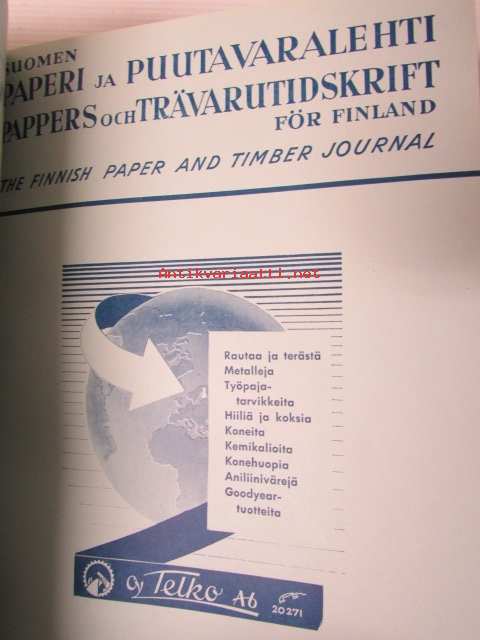 SUOMEN
PAPERI JA PUUTAVARALEHTI
PAPPERS OCH TRÄVARUTIDSKRIFT
FÖR FINLAND
THE FINNISH PAPER AND TIMBER JOURNAL
Antikvariaatti.net
Rautaa ja terästä
Metalleja
Työpaja-
tarvikkeita
Hiiliä ja koksia
Koneita
Kemikalioita
Konehuopia
Aniliinivärejä
Goodyear-
tuotteita
Oy Telko Ab
20271